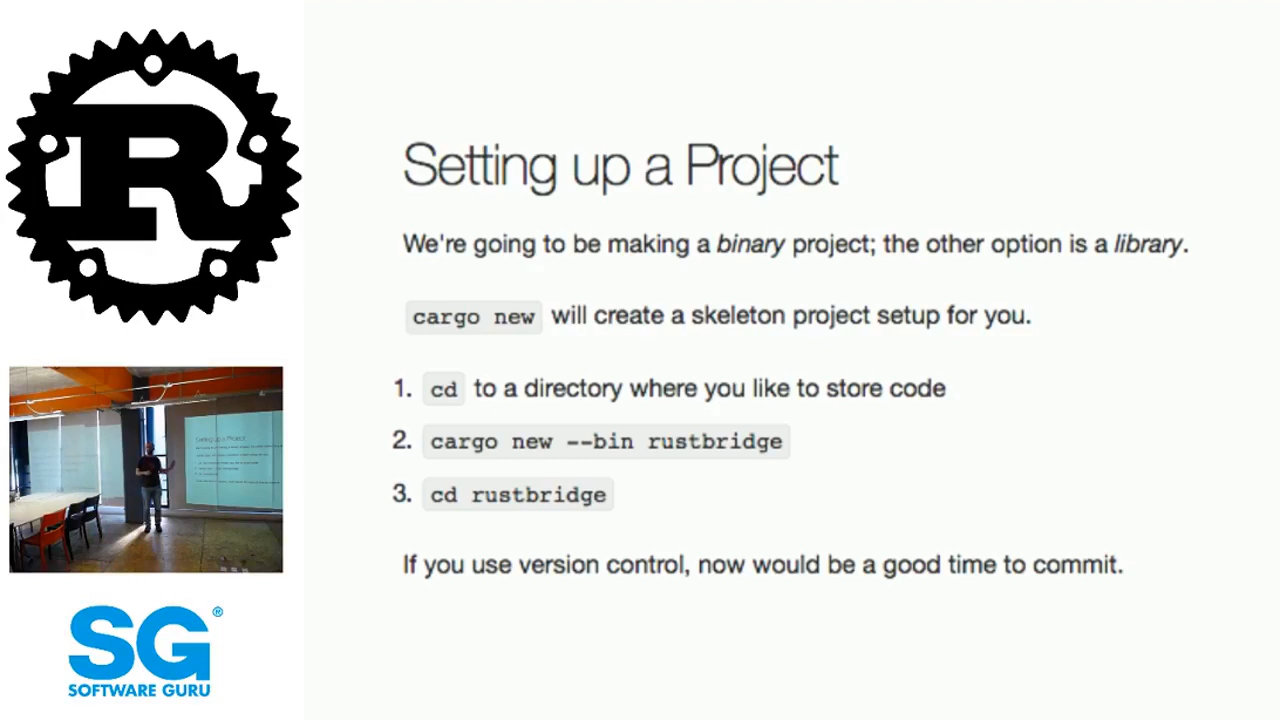 Setting up a Project
We're going to be making a binary project; the other option is a library.
cargo new will create a skeleton project setup for you.
1. cd to a directory where you like to store code
2. cargo new --bin rustbridge
3. cd rustbridge
If you use version control, now would be a good time to commit.
R
Setting up a Project
SG®
SOFTWARE GURU